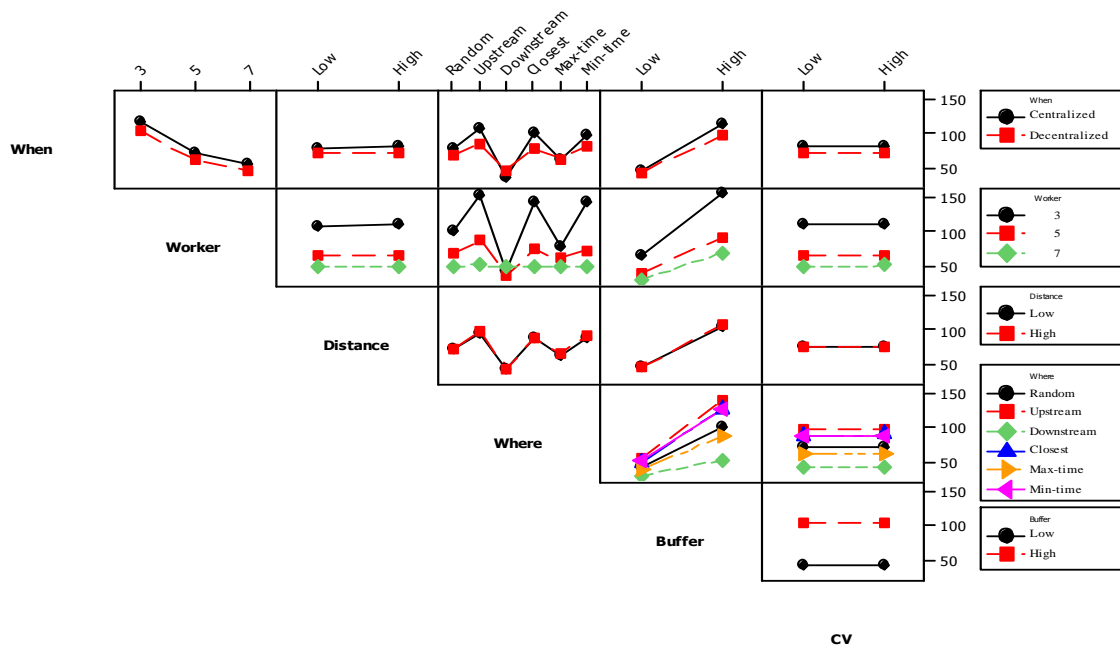 3 5 7 Low High Random Upstream Downstream Closest Max-time Min-time Low High Low High
When
150
100
50
When
Centralized
Decentralized
Worker
150
100
50
Worker
3
5
7
Distance
150
100
50
Distance
Low
High
Where
150
100
50
Where
Random
Upstream
Downstream
Closest
Max-time
Min-time
Buffer
150
100
50
Buffer
Low
High
CV